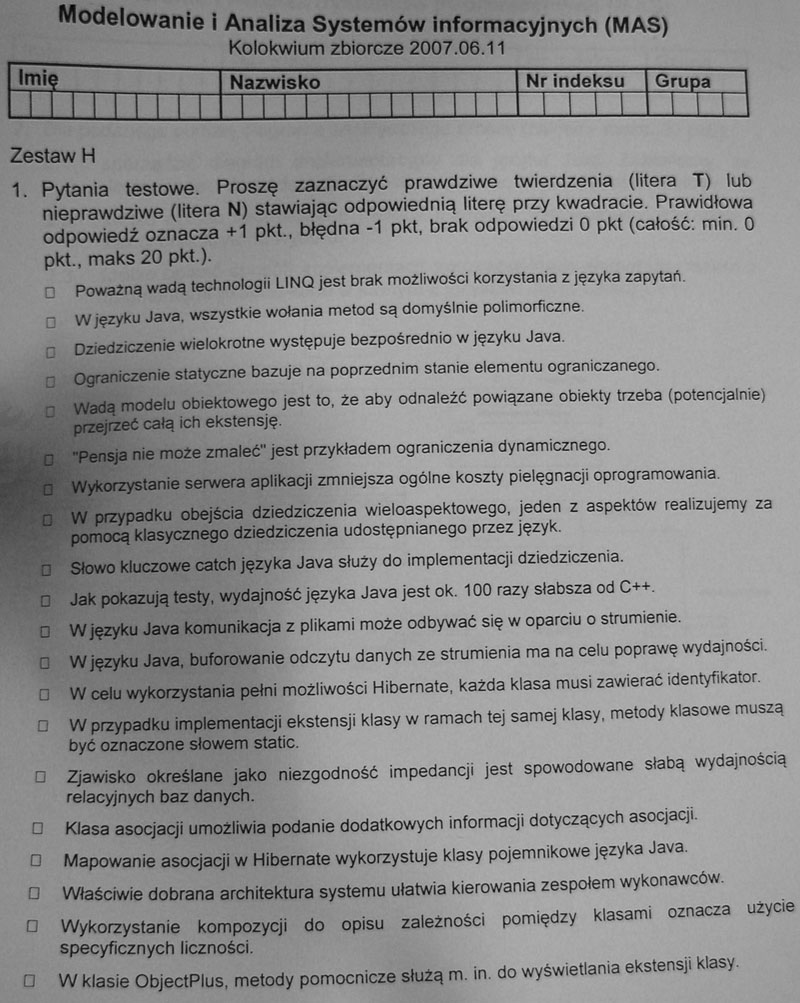 Modelowanie i Analiza Systemów informacyjnych (MAS)
Kolokwium zbiorcze 2007.06.11
Imię Nazwisko Nr indeksu Grupa
Zestaw H
1. Pytania testowe. Proszę zaznaczyć prawdziwe twierdzenia (litera T) lub
nieprawdziwe (litera N) stawiając odpowiednią literę przy kwadracie. Prawidłowa
odpowiedź oznacza +1 pkt., błędna -1 pkt, brak odpowiedzi 0 pkt (całość: min. 0
pkt., maks 20 pkt.).
□ Poważną wadą technologii LINQ jest brak możliwości korzystania z języka zapytań.
□ W języku Java, wszystkie wołania metod są domyślnie polimorficzne.
□ Dziedziczenie wielokrotne występuje bezpośrednio w języku Java.
□ Ograniczenie statyczne bazuje na poprzednim stanie elementu ograniczanego.
□ Wadą modelu obiektowego jest to, że aby odnaleźć powiązane obiekty trzeba (potencjalnie)
przejrzeć całą ich ekstensję.
□ "Pensja nie może zmaleć" jest przykładem ograniczenia dynamicznego.
□ Wykorzystanie serwera aplikacji zmniejsza ogólne koszty pielęgnacji oprogramowania.
□ W przypadku obejścia dziedziczenia wieloaspektowego, jeden z aspektów realizujemy za
pomocą klasycznego dziedziczenia udostępnianego przez język.
□ Słowo kluczowe catch języka Java służy do implementacji dziedziczenia.
□ Jak pokazują testy, wydajność języka Java jest ok. 100 razy słabsza od C++.
□ W języku Java komunikacja z plikami może odbywać się w oparciu o strumienie.
□ W języku Java, buforowanie odczytu danych ze strumienia ma na celu poprawę wydajności.
□ W celu wykorzystania pełni możliwości Hibernate, każda klasa musi zawierać identyfikator.
□ W przypadku implementacji ekstensji klasy w ramach tej samej klasy, metody klasowe muszą
być oznaczone słowem static.
□ Zjawisko określane jako niezgodność impedancji jest spowodowane słabą wydajnością
relacyjnych baz danych.
□ Klasa asocjacji umożliwia podanie dodatkowych informacji dotyczących asocjacji.
□ Mapowanie asocjacji w Hibernate wykorzystuje klasy pojemnikowe języka Java.
□ Właściwie dobrana architektura systemu ułatwia kierowania zespołem wykonawców.
□ Wykorzystanie kompozycji do opisu zależności pomiędzy klasami oznacza użycie
specyficznych liczności.
□ W klasie ObjectPlus, metody pomocnicze służą m. in. do wyświetlania ekstensji klasy.